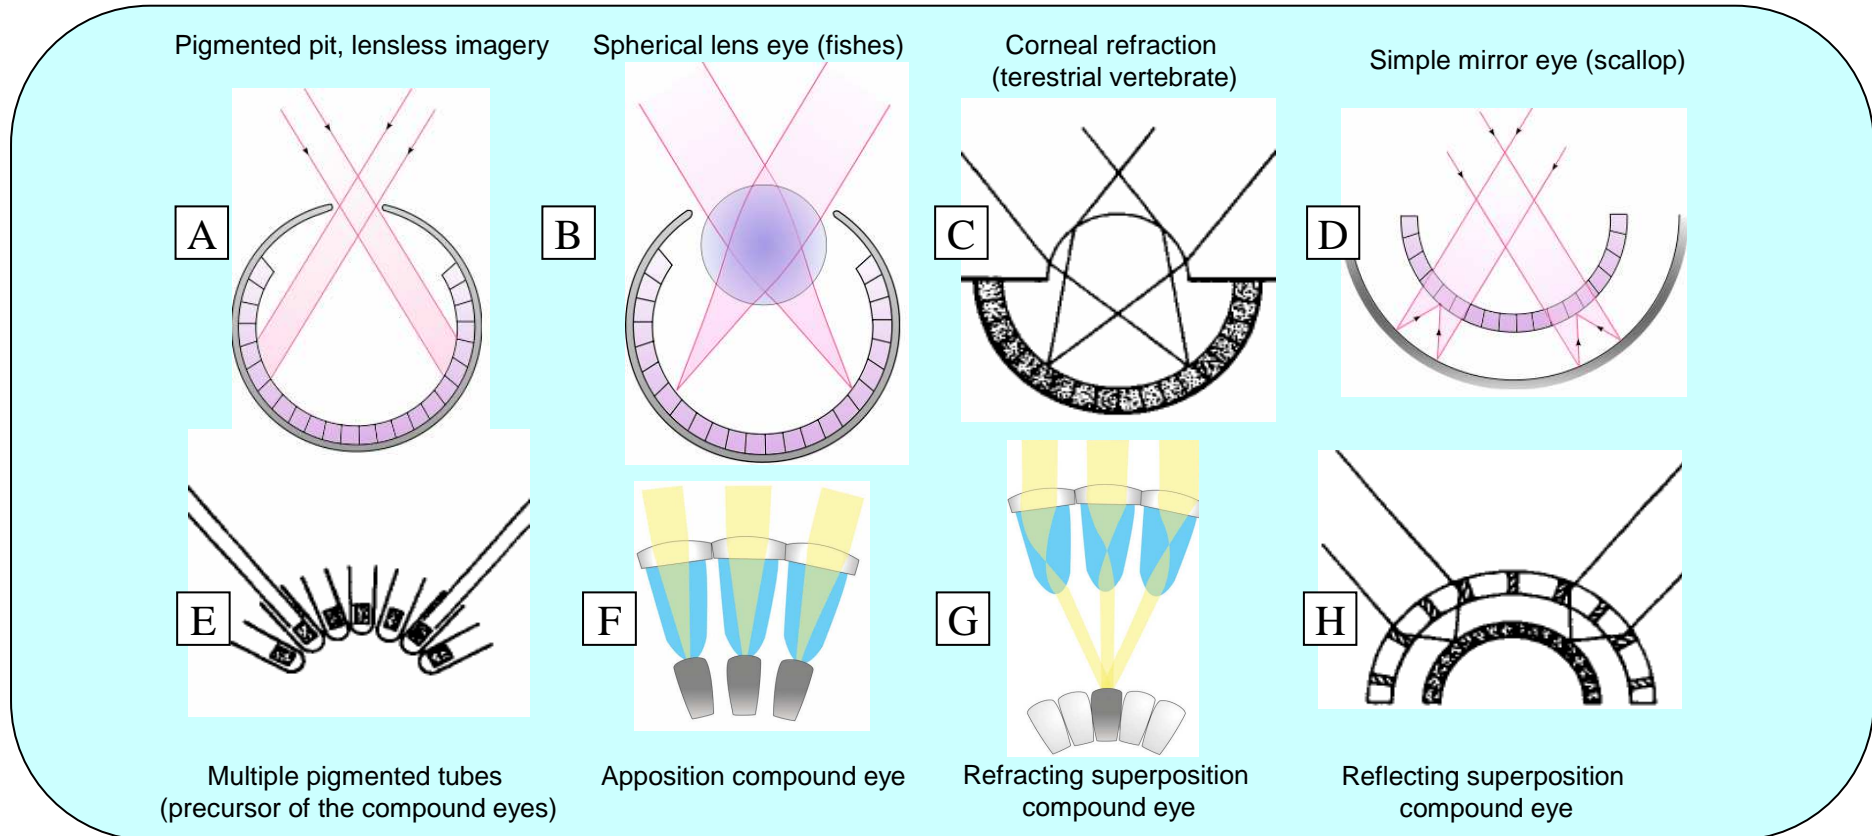 Pigmented pit, lensless imagery
Spherical lens eye (fishes)
Corneal refraction
(terestrial vertebrate)
Simple mirror eye (scallop)
A
B
C
D
E
F
G
H
Multiple pigmented tubes
(precursor of the compound eyes)
Apposition compound eye
Refracting superposition
compound eye
Reflecting superposition
compound eye